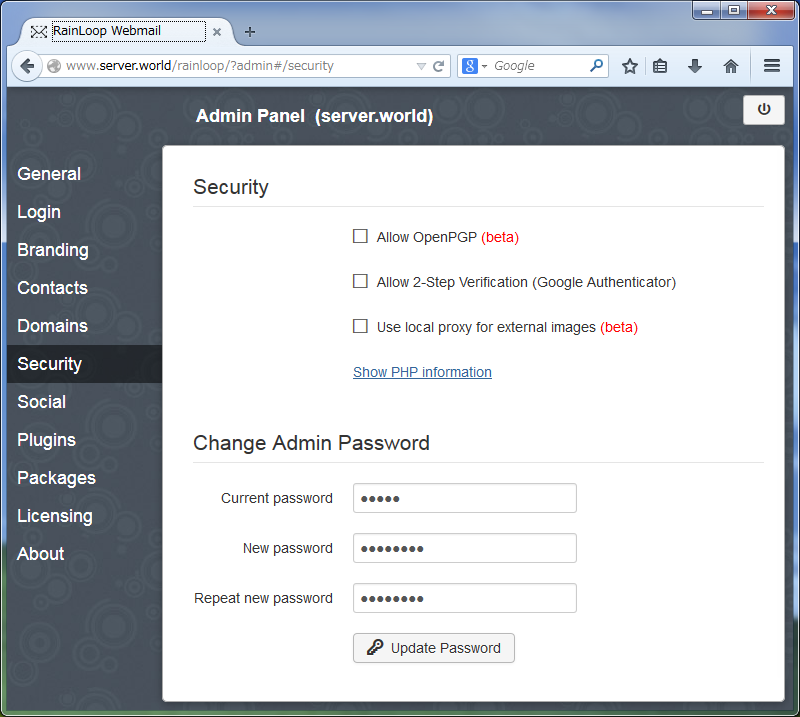 RainLoop Webmail
www.server.world/rainloop/?admin#/security
Google
Admin Panel (server.world)
General
Login
Branding
Contacts
Domains
Security
Social
Plugins
Packages
Licensing
About
Security
Allow OpenPGP (beta)
Allow 2-Step Verification (Google Authenticator)
Use local proxy for external images (beta)
Show PHP information
Change Admin Password
Current password •••••
New password ••••••••
Repeat new password ••••••••
Update Password